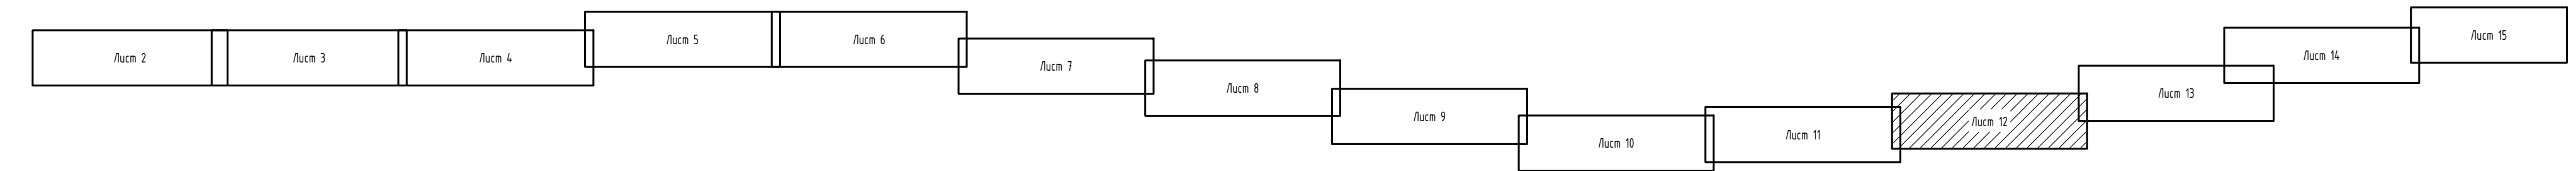 Лист 2
Лист 3
Лист 4
Лист 5
Лист 6
Лист 7
Лист 8
Лист 9
Лист 10
Лист 11
Лист 12
Лист 13
Лист 14
Лист 15